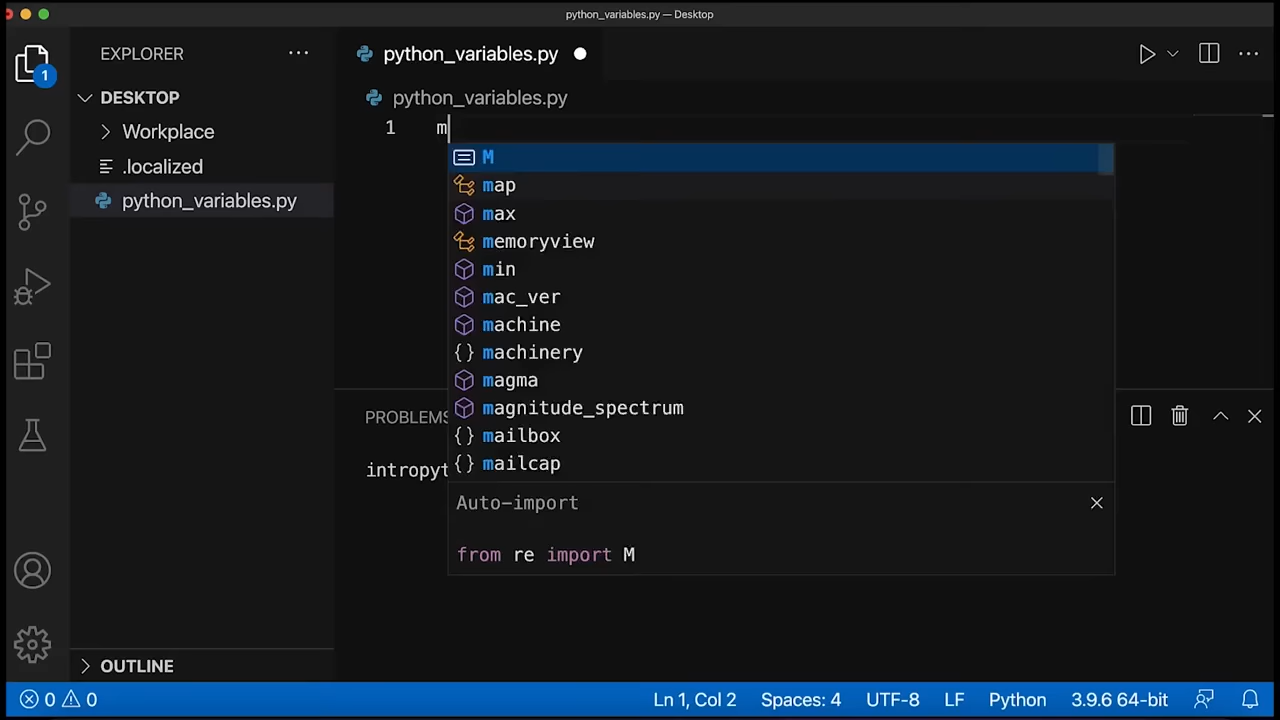 python_variables.py — Desktop
EXPLORER
python_variables.py
1
DESKTOP
python_variables.py
Workplace
1 m
.localized
M
python_variables.py
map
max
memoryview
min
mac_ver
machine
machinery
magma
magnitude_spectrum
mailbox
mailcap
PROBLEMS
intropyt
Auto-import
from re import M
OUTLINE
0 0 Ln 1, Col 2 Spaces: 4 UTF-8 LF Python 3.9.6 64-bit